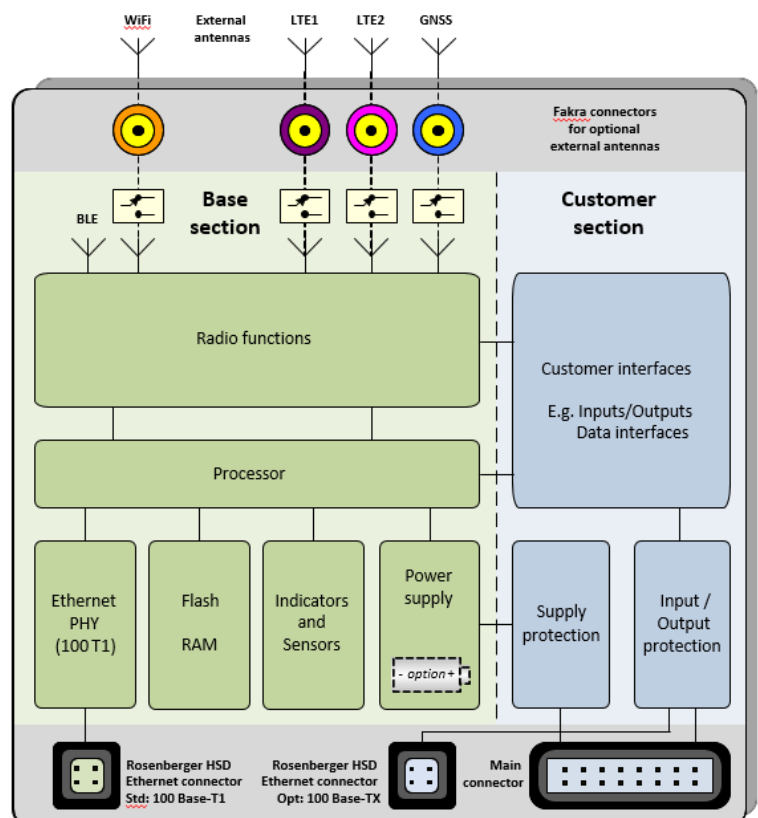 WiFi
External
antennas
LTE1
LTE2
GNSS
Fakra connectors
for optional
external antennas
BLE
Base
section
Customer
section
Radio functions
Customer interfaces
E.g. Inputs/Outputs
Data interfaces
Processor
Ethernet
PHY
(100 T1)
Flash
RAM
Indicators
and
Sensors
Power
supply
- option +
Supply
protection
Input /
Output
protection
Rosenberger HSD
Ethernet connector
Std: 100 Base-T1
Rosenberger HSD
Ethernet connector
Opt: 100 Base-TX
Main
connector